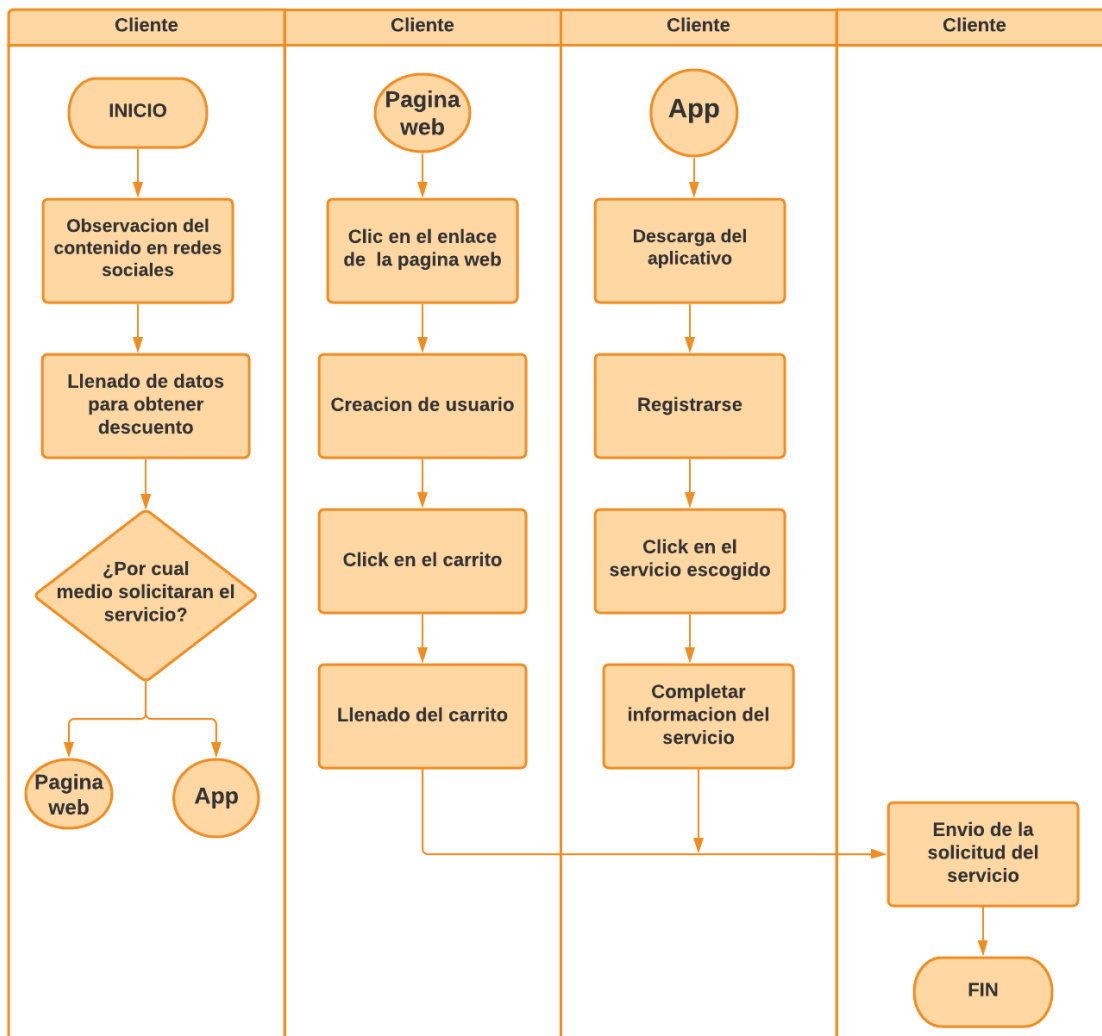 Cliente
Cliente
Cliente
Cliente
INICIO
Observacion del
contenido en redes
sociales
Llenado de datos
para obtener
descuento
¿Por cual
medio solicitaran el
servicio?
Pagina
web
App
Pagina
web
Clic en el enlace
de la pagina web
Creacion de usuario
Click en el carrito
Llenado del carrito
App
Descarga del
aplicativo
Registrarse
Click en el
servicio escogido
Completar
informacion del
servicio
Envio de la
solicitud del
servicio
FIN